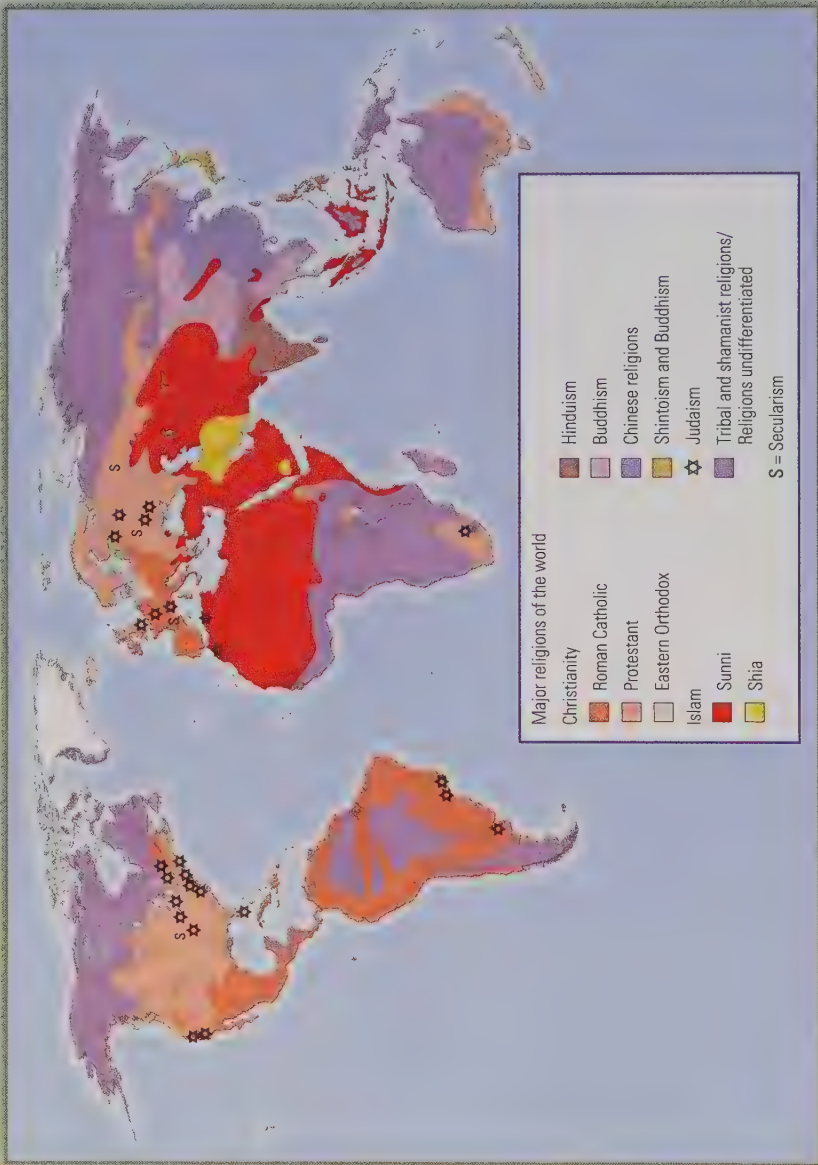 Major religions of the world
Christianity
Roman Catholic
Protestant
Eastern Orthodox
Islam
Sunni
Shia
Hinduism
Buddhism
Chinese religions
Shintoism and Buddhism
Judaism
Tribal and shamanist religions/
Religions undifferentiated
S = Secularism
S
S
S
S